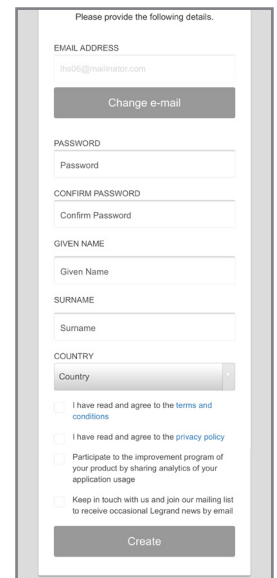 Please provide the following details.
EMAIL ADDRESS
lhs06@mailinator.com
Change e-mail
PASSWORD
Password
CONFIRM PASSWORD
Confirm Password
GIVEN NAME
Given Name
SURNAME
Surname
COUNTRY
Country
I have read and agree to the terms and
conditions
I have read and agree to the privacy policy
Participate to the improvement program of
your product by sharing analytics of your
application usage
Keep in touch with us and join our mailing list
to receive occasional Legrand news by email
Create